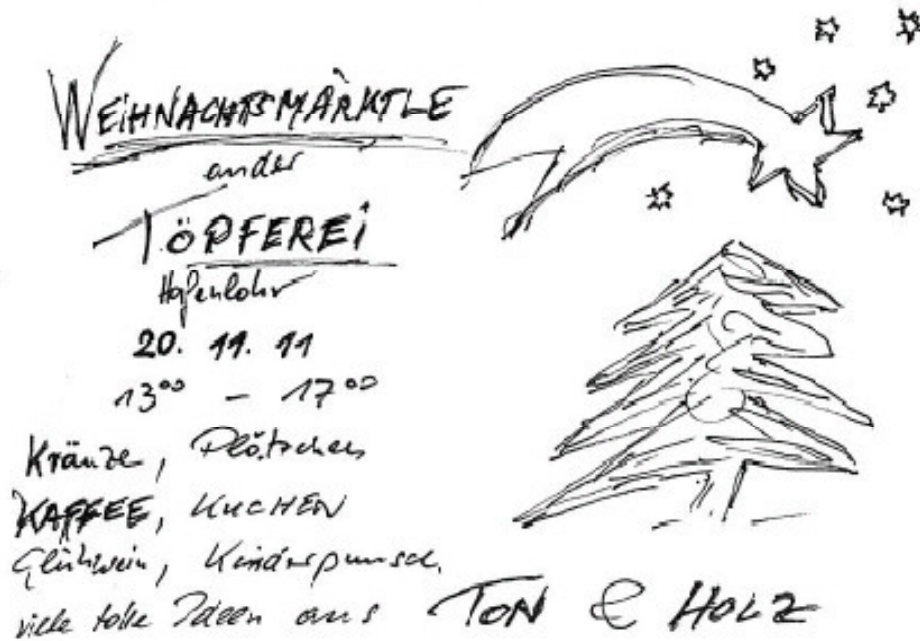 WEIHNACHTSMÄRKTLE
an der
TÖPFEREI
Hafenlohr
20. 11. 11
13⁰⁰ - 17⁰⁰
Kränze, Plätzchen
KAFFEE, KUCHEN
Glühwein, Kinderpunsch,
viele tolle Ideen aus TON & HOLZ